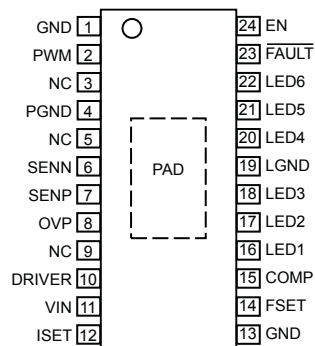 GND 1
PWM 2
NC 3
PGND 4
NC 5
SENN 6
SENP 7
OVP 8
NC 9
DRIVER 10
VIN 11
ISET 12
PAD
24 EN
23 FAULT
22 LED6
21 LED5
20 LED4
19 LGND
18 LED3
17 LED2
16 LED1
15 COMP
14 FSET
13 GND